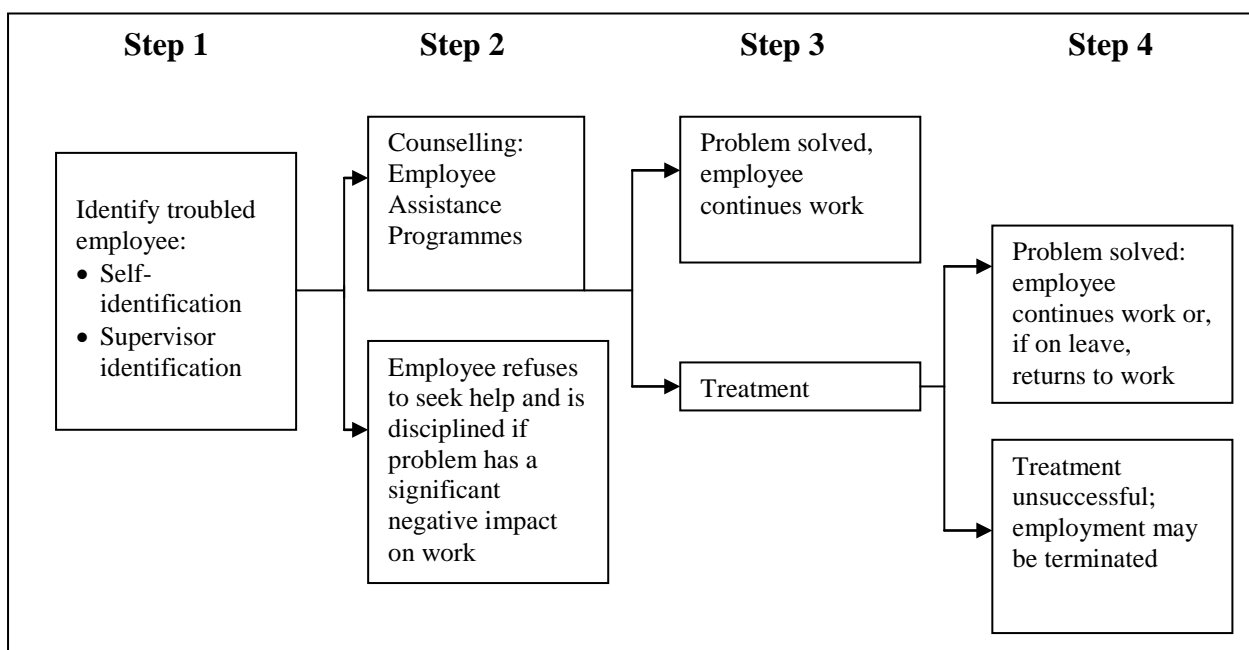 Step 1
Step 2
Step 3
Step 4
Identify troubled
employee:
• Self-
identification
• Supervisor
identification
Counselling:
Employee
Assistance
Programmes
Employee refuses
to seek help and is
disciplined if
problem has a
significant
negative impact
on work
Problem solved,
employee
continues work
Treatment
Problem solved:
employee
continues work or,
if on leave,
returns to work
Treatment
unsuccessful;
employment may
be terminated